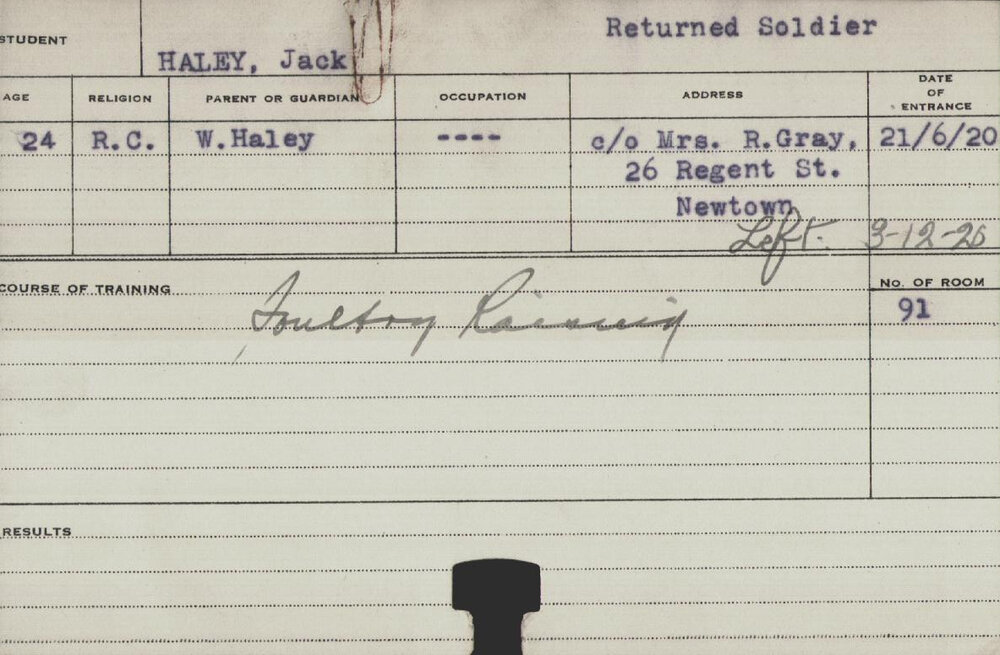 STUDENT
HALEY, Jack
Returned Soldier
AGE RELIGION PARENT OR GUARDIAN OCCUPATION ADDRESS DATE OF ENTRANCE
24 R.C. W.Haley ---- c/o Mrs. R.Gray, 21/6/20
26 Regent St.
Newtown
Left. 3-12-20
COURSE OF TRAINING
Poultry Raising
No. OF ROOM
91
RESULTS